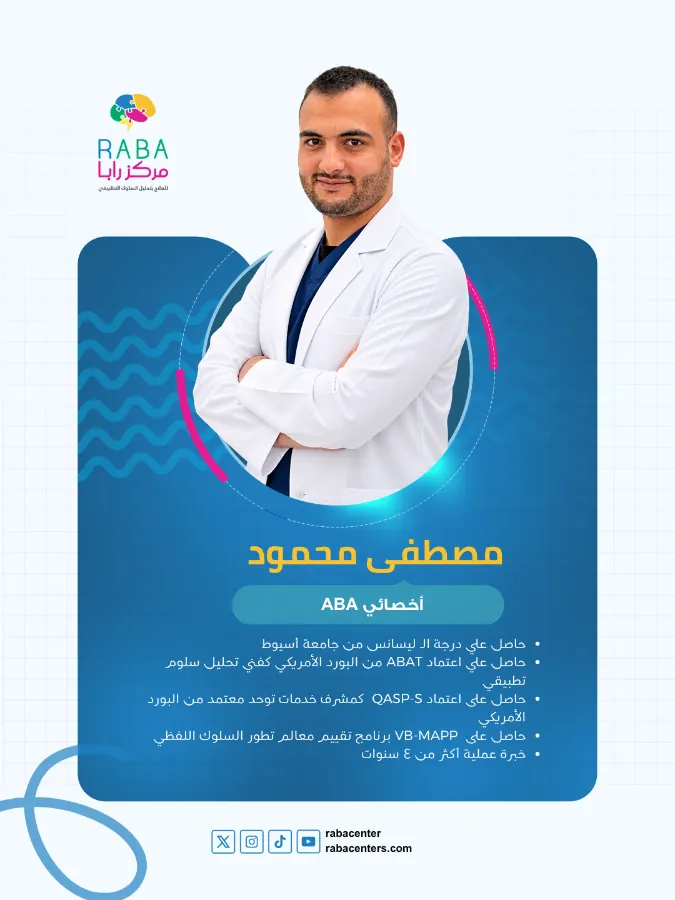 RABA
مركز رابا
للعلاج بتحليل السلوك التطبيقي
مصطفى محمود
أخصائي ABA
• حاصل علي درجة الـ ليسانس من جامعة أسيوط
• حاصل علي اعتماد ABAT من البورد الأمريكي كفني تحليل سلوم
تطبيقي
• حاصل على اعتماد QASP-S كمشرف خدمات توحد معتمد من البورد
الأمريكي
• حاصل على VB-MAPP برنامج تقييم معالم تطور السلوك اللفظي
• خبرة عملية أكثر من ٤ سنوات
rabacenter
rabacenters.com